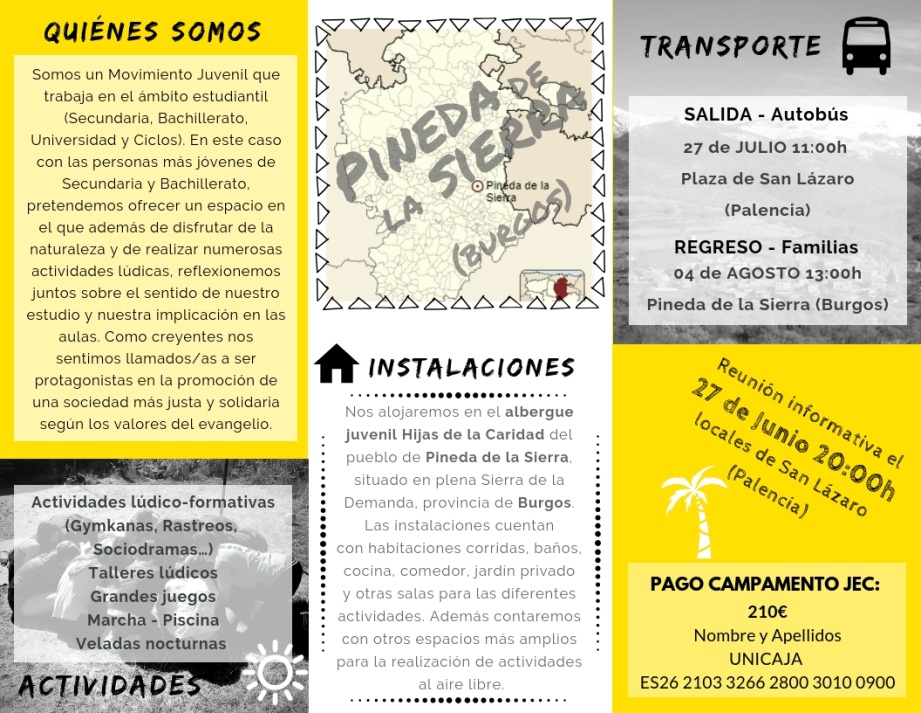 QUIÉNES SOMOS
Somos un Movimiento Juvenil que
trabaja en el ámbito estudiantil
(Secundaria, Bachillerato,
Universidad y Ciclos). En este caso
con las personas más jóvenes de
Secundaria y Bachillerato,
pretendemos ofrecer un espacio en
el que además de disfrutar de la
naturaleza y de realizar numerosas
actividades lúdicas, reflexionemos
juntos sobre el sentido de nuestro
estudio y nuestra implicación en las
aulas. Como creyentes nos
sentimos llamados/as a ser
protagonistas en la promoción de
una sociedad más justa y solidaria
según los valores del evangelio.
Actividades lúdico-formativas
(Gymkanas, Rastreos,
Sociodramas...)
Talleres lúdicos
Grandes juegos
Marcha - Piscina
Veladas nocturnas
ACTIVIDADES
PINEDA DE
LA SIERRA
(BURGOS)
Pineda de la
Sierra
INSTALACIONES
Nos alojaremos en el albergue
juvenil Hijas de la Caridad del
pueblo de Pineda de la Sierra,
situado en plena Sierra de la
Demanda, provincia de Burgos.
Las instalaciones cuentan
con habitaciones corridas, baños,
cocina, comedor, jardín privado
y otras salas para las diferentes
actividades. Además contaremos
con otros espacios más amplios
para la realización de actividades
al aire libre.
TRANSPORTE
SALIDA - Autobús
27 de JULIO 11:00h
Plaza de San Lázaro
(Palencia)
REGRESO - Familias
04 de AGOSTO 13:00h
Pineda de la Sierra (Burgos)
Reunión informativa el
27 de Junio 20:00h
locales de San Lázaro
(Palencia)
PAGO CAMPAMENTO JEC:
210€
Nombre y Apellidos
UNICAJA
ES26 2103 3266 2800 3010 0900